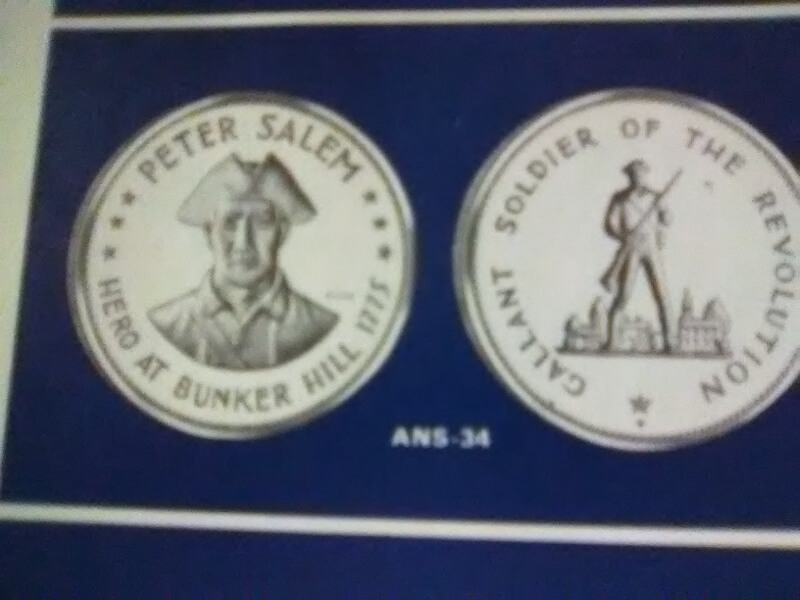 PETER SALEM
HERO AT BUNKER HILL 1775
GALLANT SOLDIER OF THE REVOLUTION
ANS-34